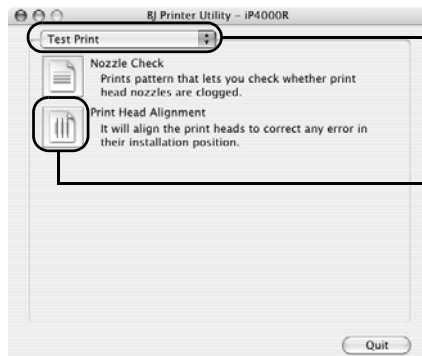 BJ Printer Utility – iP4000R
Test Print
Nozzle Check
Prints pattern that lets you check whether print
head nozzles are clogged.
Print Head Alignment
It will align the print heads to correct any error in
their installation position.
Quit